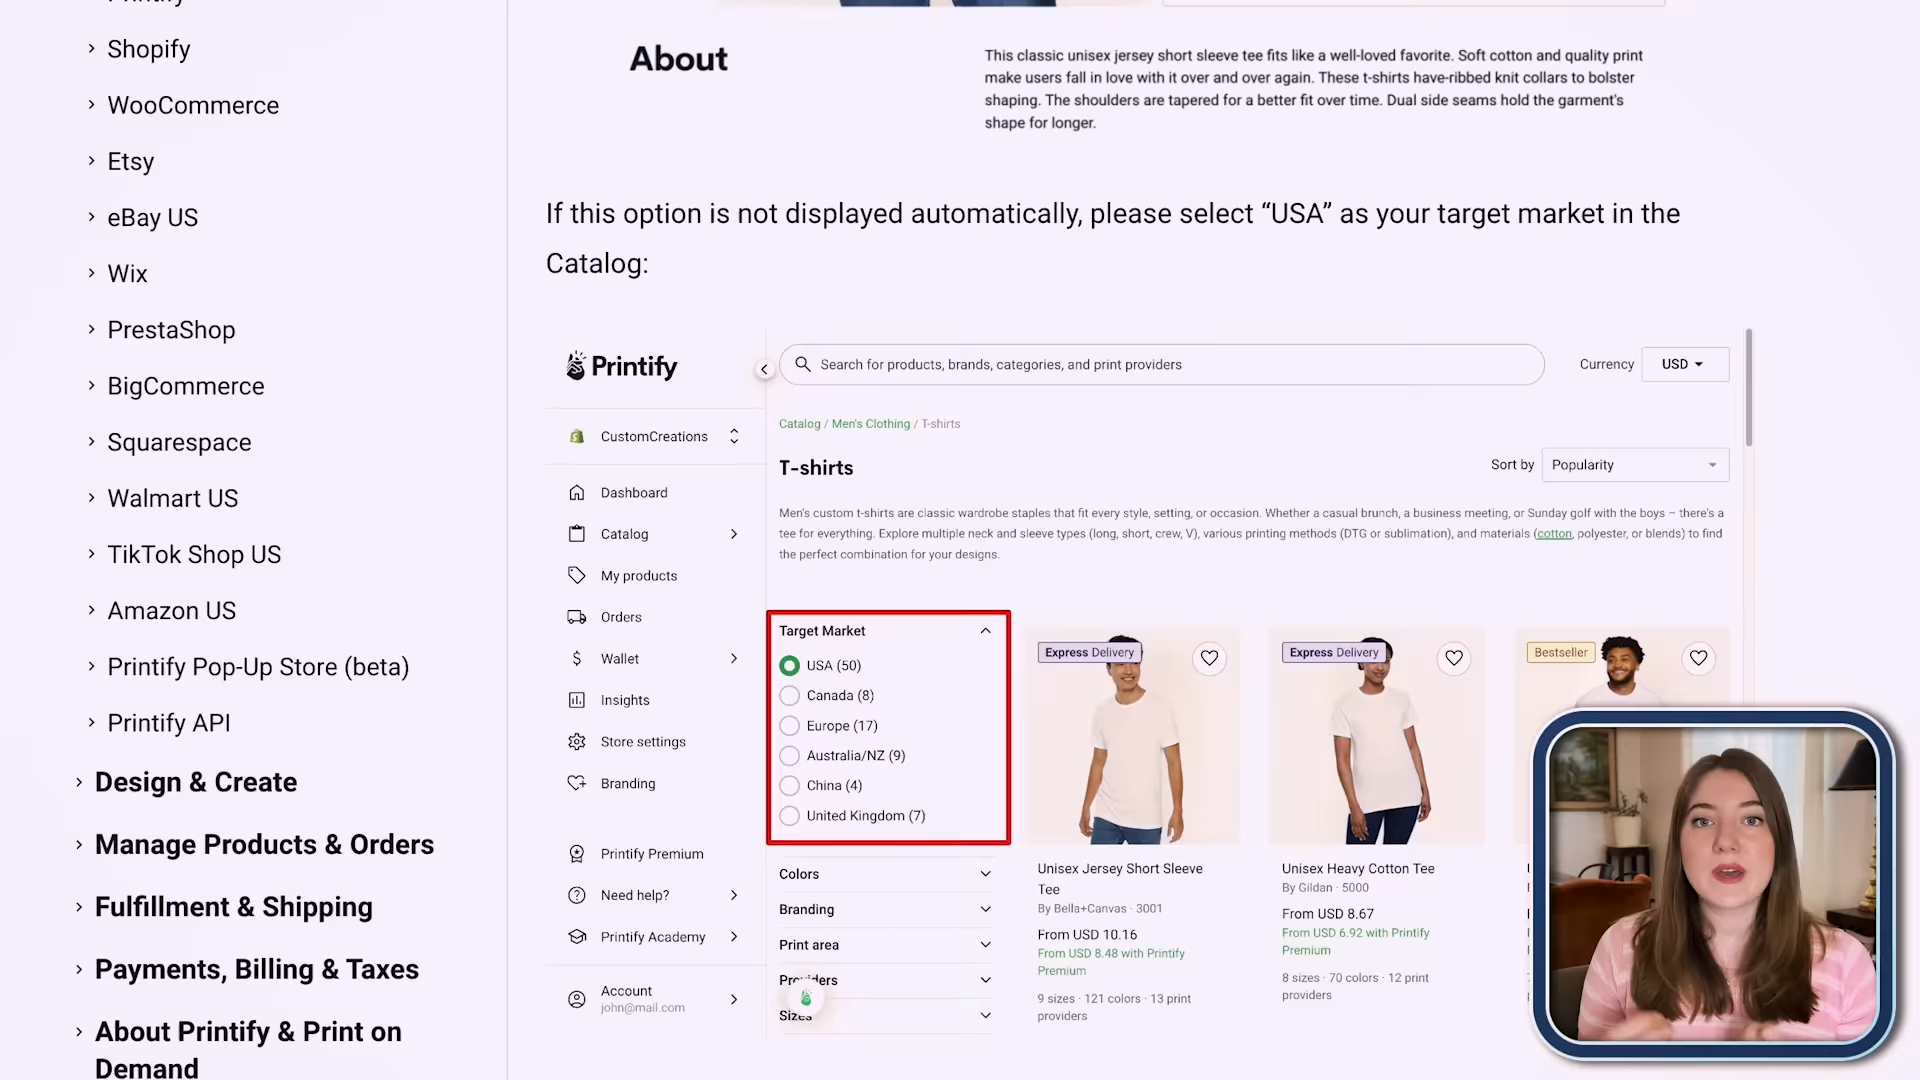 Shopify
WooCommerce
Etsy
eBay US
Wix
PrestaShop
BigCommerce
Squarespace
Walmart US
TikTok Shop US
Amazon US
Printify Pop-Up Store (beta)
Printify API
Design & Create
Manage Products & Orders
Fulfillment & Shipping
Payments, Billing & Taxes
About Printify & Print on
Demand
About
This classic unisex jersey short sleeve tee fits like a well-loved favorite. Soft cotton and quality print
make users fall in love with it over and over again. These t-shirts have-ribbed knit collars to bolster
shaping. The shoulders are tapered for a better fit over time. Dual side seams hold the garment's
shape for longer.
If this option is not displayed automatically, please select “USA” as your target market in the
Catalog:
Printify
CustomCreations
Dashboard
Catalog
My products
Orders
Wallet
Insights
Store settings
Branding
Printify Premium
Need help?
Printify Academy
Account
john@mail.com
Search for products, brands, categories, and print providers
Currency
USD
Catalog / Men's Clothing / T-shirts
T-shirts
Sort by
Popularity
Men's custom t-shirts are classic wardrobe staples that fit every style, setting, or occasion. Whether a casual brunch, a business meeting, or Sunday golf with the boys – there's a
tee for everything. Explore multiple neck and sleeve types (long, short, crew, V), various printing methods (DTG or sublimation), and materials (cotton, polyester, or blends) to find
the perfect combination for your designs.
Target Market
USA (50)
Canada (8)
Europe (17)
Australia/NZ (9)
China (4)
United Kingdom (7)
Colors
Branding
Print area
Providers
Sizes
Express Delivery
Unisex Jersey Short Sleeve
Tee
By Bella+Canvas · 3001
From USD 10.16
From USD 8.48 with Printify
Premium
9 sizes · 121 colors · 13 print
providers
Express Delivery
Unisex Heavy Cotton Tee
By Gildan · 5000
From USD 8.67
From USD 6.92 with Printify
Premium
8 sizes · 70 colors · 12 print
providers
Bestseller